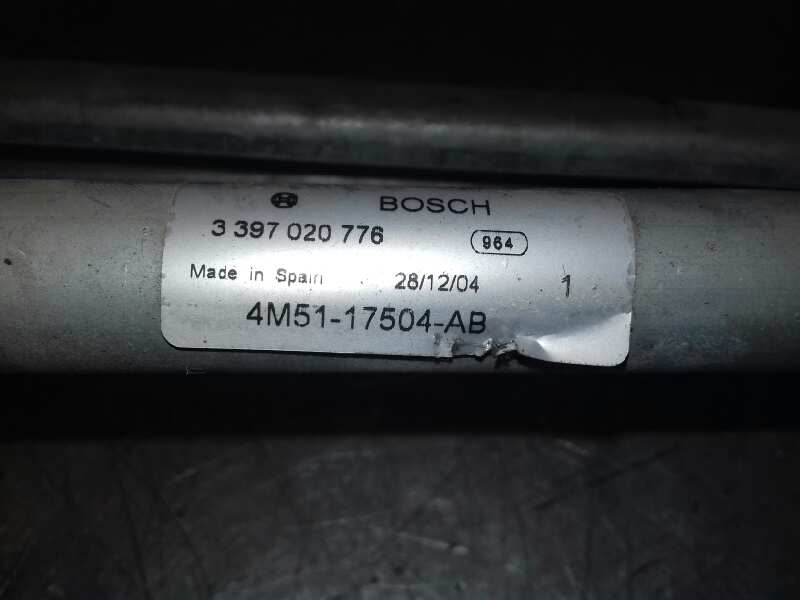 BOSCH
3 397 020 776 964
Made in Spain 28/12/04 1
4M51-17504-AB